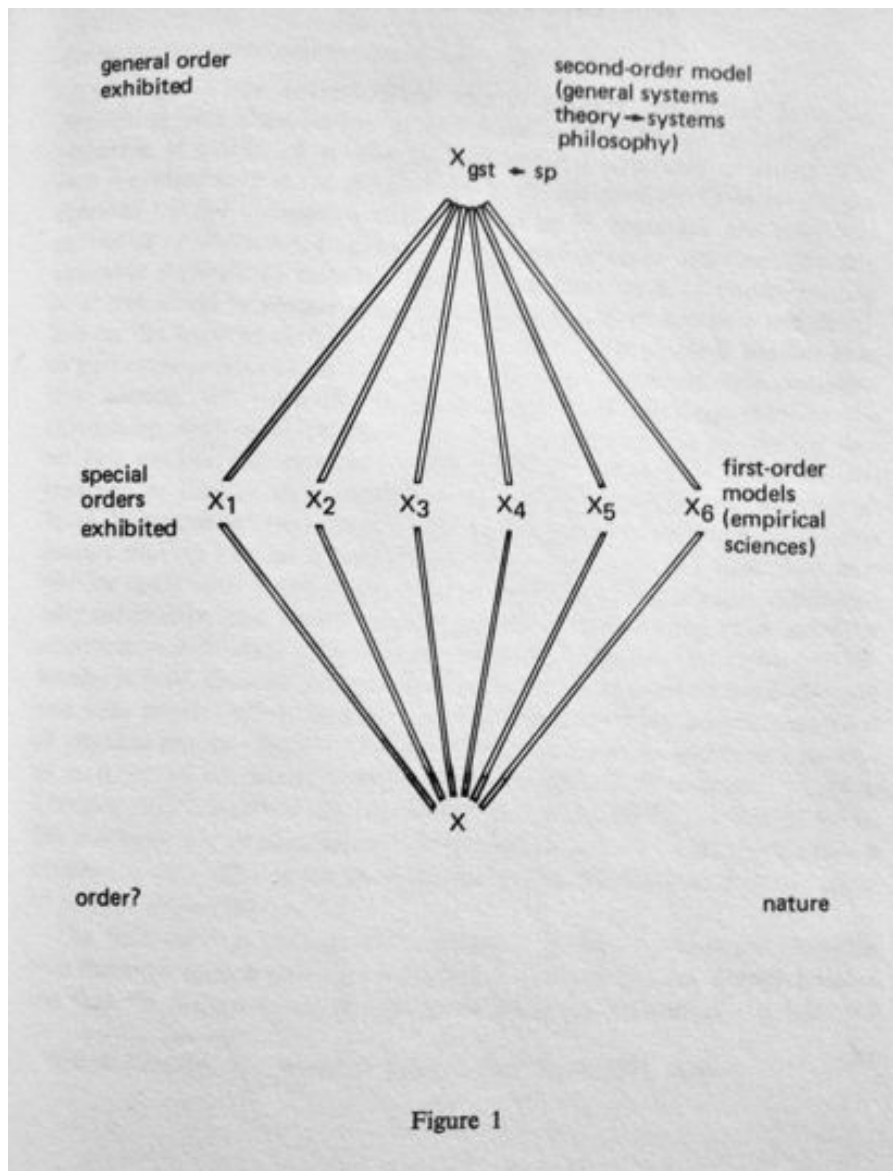 general order
exhibited
second-order model
(general systems
theory → systems
philosophy)
X gst → sp
special
orders
exhibited
X1 X2 X3 X4 X5 X6
first-order
models
(empirical
sciences)
X
order?
nature
Figure 1